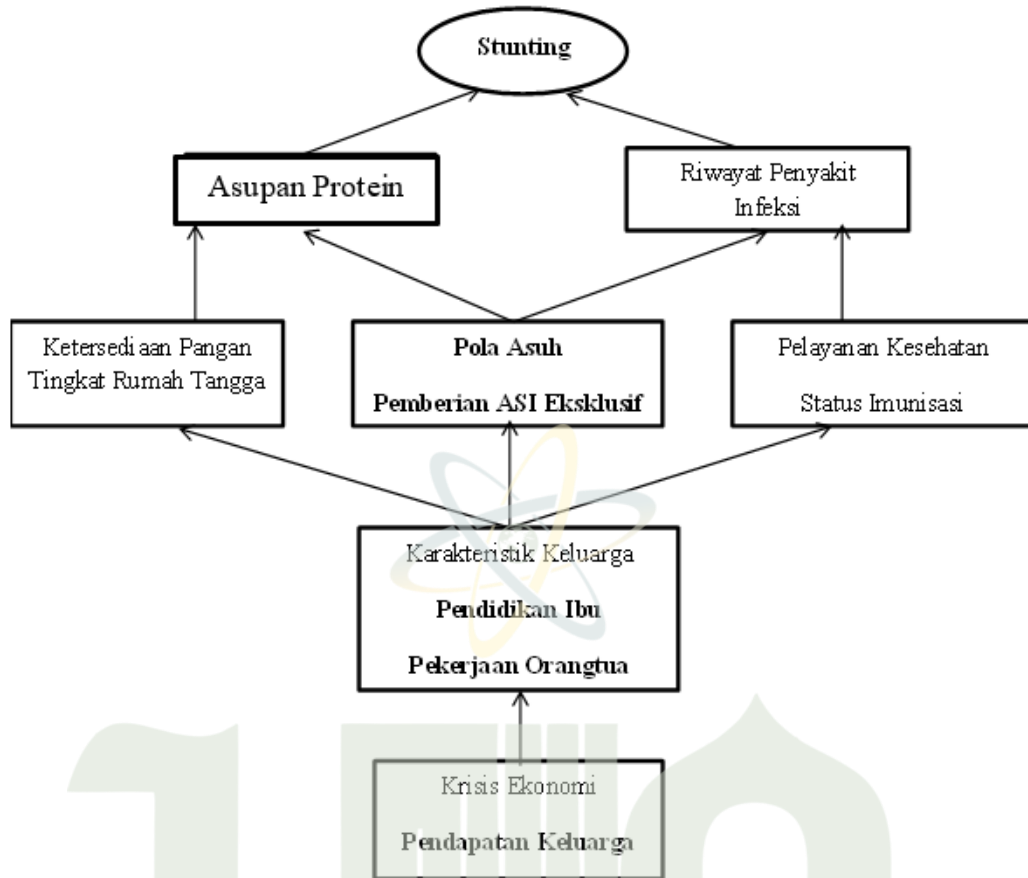 Stunting
Asupan Protein
Riwayat Penyakit
Infeksi
Ketersediaan Pangan
Tingkat Rumah Tangga
Pola Asuh
Pemberian ASI Eksklusif
Pelayanan Kesehatan
Status Imunisasi
Karakteristik Keluarga
Pendidikan Ibu
Pekerjaan Orangtua
Krisis Ekonomi
Pendapatan Keluarga